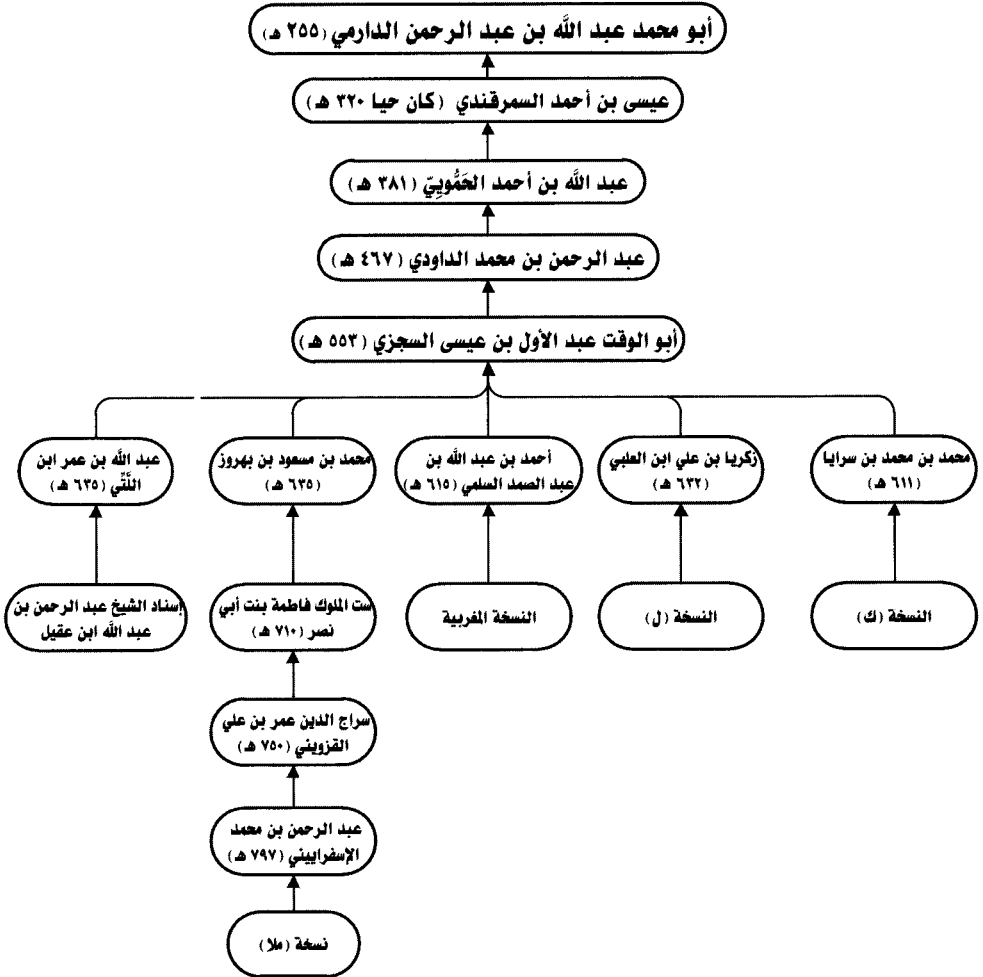 أبو محمد عبد الله بن عبد الرحمن الدارمي (٢٥٥ هـ)
عيسى بن أحمد السمرقندي (كان حيا ٣٢٠ هـ)
عبد الله بن أحمد الحَمُّويِيّ (٣٨١ هـ)
عبد الرحمن بن محمد الداودي (٤٦٧ هـ)
أبو الوقت عبد الأول بن عيسى السجزي (٥٥٣ هـ)
محمد بن محمد بن سرايا
(٦١١ هـ)
زكريا بن علي ابن العلبي
(٦٣٢ هـ)
أحمد بن عبد الله بن
عبد الصمد السلمي (٦١٥ هـ)
محمد بن مسعود بن بهروز
(٦٣٥ هـ)
عبد الله بن عمر ابن
اللَّتِّي (٦٣٥ هـ)
النسخة (ك)
النسخة (ل)
النسخة المغربية
ست الملوك فاطمة بنت أبي
نصر (٧١٠ هـ)
إسناد الشيخ عبد الرحمن بن
عبد الله ابن عقيل
سراج الدين عمر بن علي
القزويني (٧٥٠ هـ)
عبد الرحمن بن محمد
الإسفراييني (٧٩٧ هـ)
نسخة (ملا)